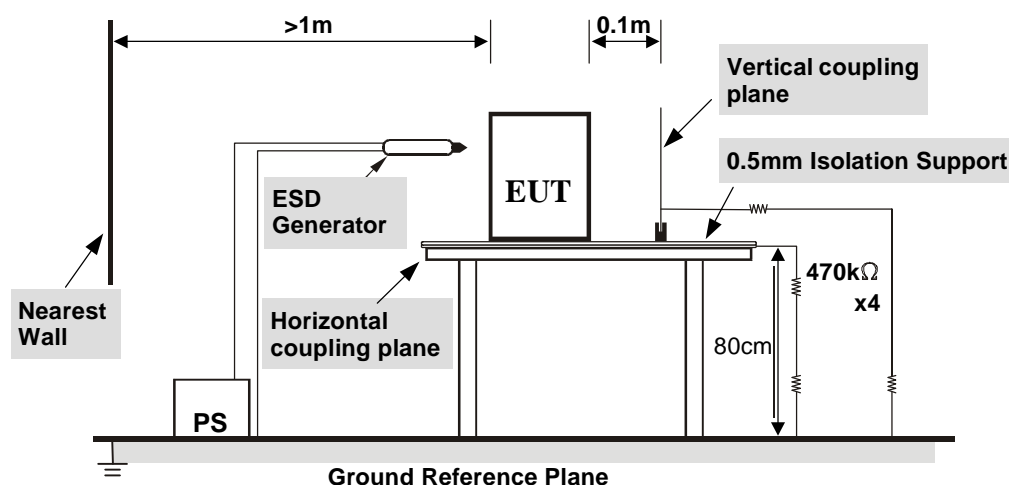 >1m
0.1m
Vertical coupling
plane
0.5mm Isolation Support
ESD
Generator
EUT
Nearest
Wall
Horizontal
coupling plane
470kΩ
x4
80cm
PS
Ground Reference Plane